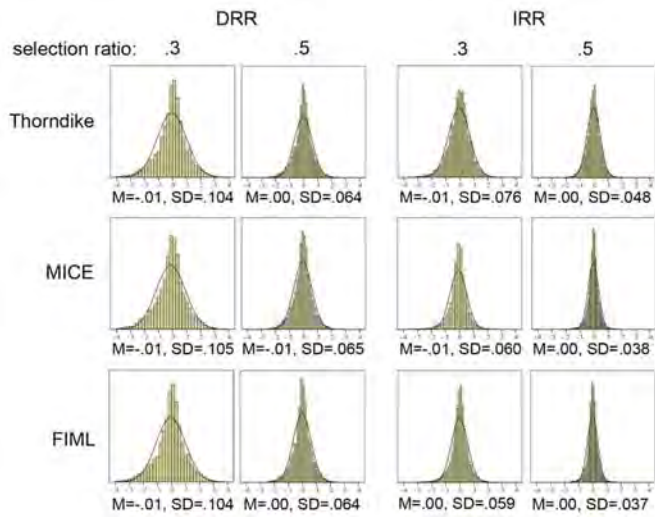 DRR IRR
selection ratio: .3 .5 .3 .5
Thorndike
M=-.01, SD=.104 M=.00, SD=.064 M=-.01, SD=.076 M=.00, SD=.048
MICE
M=-.01, SD=.105 M=-.01, SD=.065 M=-.01, SD=.060 M=.00, SD=.038
FIML
M=-.01, SD=.104 M=.00, SD=.064 M=.00, SD=.059 M=.00, SD=.037